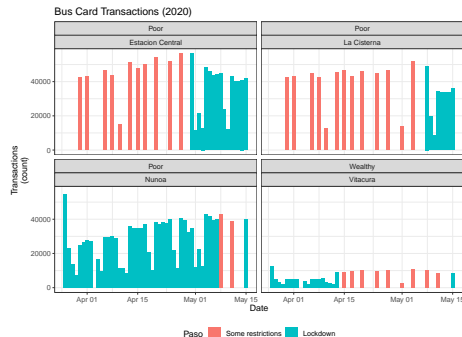 Bus Card Transactions (2020)
Poor
Poor
Estacion Central
La Cisterna
40000
20000
0
Poor
Wealthy
Nunoa
Vitacura
40000
20000
0
Apr 01
Apr 15
May 01
May 15
Apr 01
Apr 15
May 01
May 15
Transactions
(count)
Date
Paso
Some restrictions
Lockdown